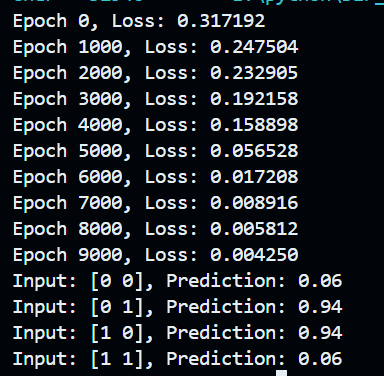 Epoch 0, Loss: 0.317192
Epoch 1000, Loss: 0.247504
Epoch 2000, Loss: 0.232905
Epoch 3000, Loss: 0.192158
Epoch 4000, Loss: 0.158898
Epoch 5000, Loss: 0.056528
Epoch 6000, Loss: 0.017208
Epoch 7000, Loss: 0.008916
Epoch 8000, Loss: 0.005812
Epoch 9000, Loss: 0.004250
Input: [0 0], Prediction: 0.06
Input: [0 1], Prediction: 0.94
Input: [1 0], Prediction: 0.94
Input: [1 1], Prediction: 0.06